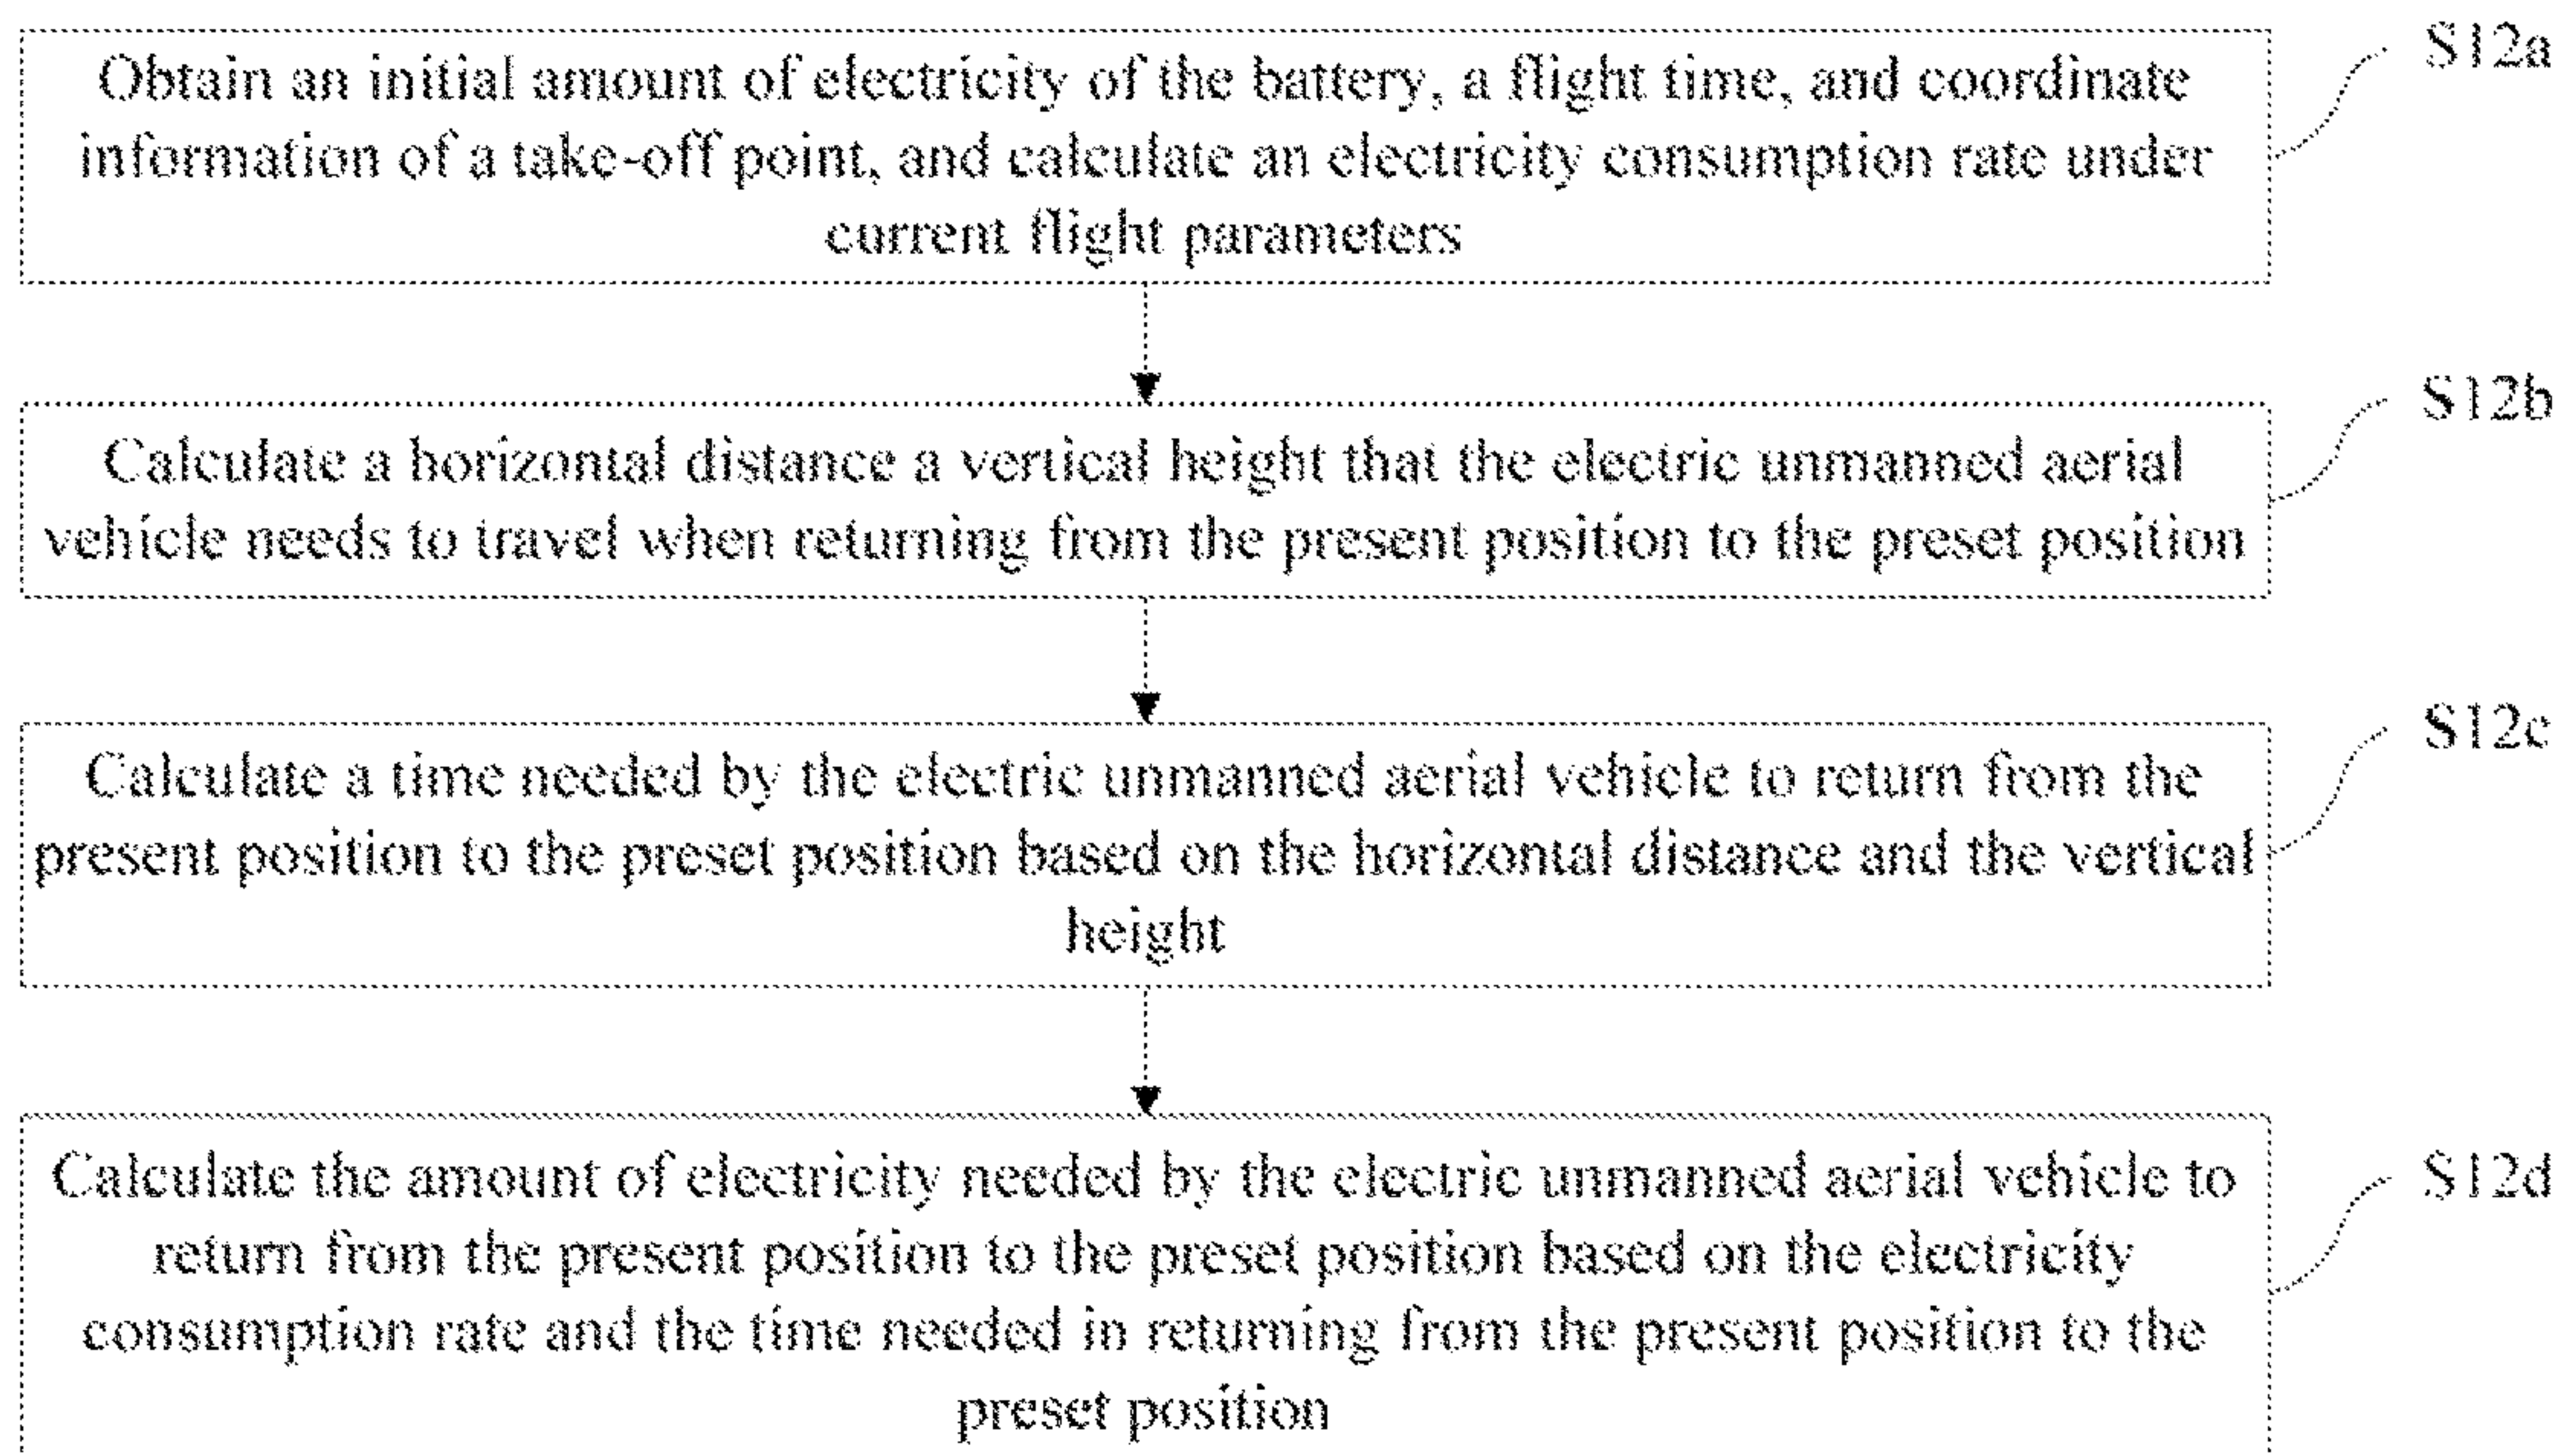 S12a
Obtain an initial amount of electricity of the battery, a flight time, and coordinate
information of a take-off point, and calculate an electricity consumption rate under
current flight parameters
S12b
Calculate a horizontal distance a vertical height that the electric unmanned aerial
vehicle needs to travel when returning from the present position to the preset position
S12c
Calculate a time needed by the electric unmanned aerial vehicle to return from the
present position to the preset position based on the horizontal distance and the vertical
height
S12d
Calculate the amount of electricity needed by the electric unmanned aerial vehicle to
return from the present position to the preset position based on the electricity
consumption rate and the time needed in returning from the present position to the
preset position